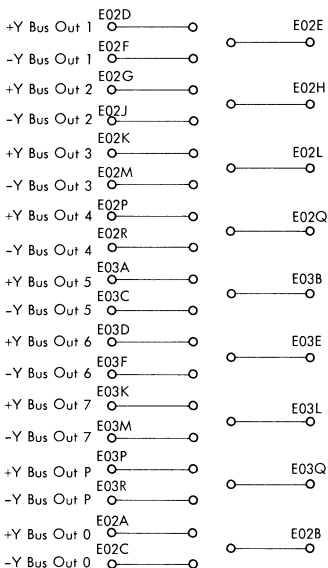 E02D
+Y Bus Out 1
E02E
E02F
-Y Bus Out 1
E02G
+Y Bus Out 2
E02H
E02J
-Y Bus Out 2
E02K
+Y Bus Out 3
E02L
E02M
-Y Bus Out 3
E02P
+Y Bus Out 4
E02Q
E02R
-Y Bus Out 4
E03A
+Y Bus Out 5
E03B
E03C
-Y Bus Out 5
E03D
+Y Bus Out 6
E03E
E03F
-Y Bus Out 6
E03K
+Y Bus Out 7
E03L
E03M
-Y Bus Out 7
E03P
+Y Bus Out P
E03Q
E03R
-Y Bus Out P
E02A
+Y Bus Out 0
E02B
E02C
-Y Bus Out 0